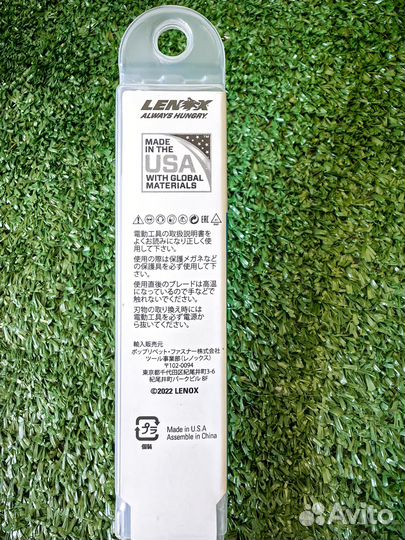 LENOX
ALWAYS HUNGRY.
MADE
IN THE
USA
WITH GLOBAL
MATERIALS
EAC
電動工具の取扱説明書を
よくお読みになり正しく使
用して下さい。
使用の際は保護メガネなど
の保護具を必ず使用して下
さい。
使用直後のブレードは高温
になっているので手などで
触れないでください。
刃物の取り換え時には
電動工具を必ず電源か
ら抜いてください。
輸入販売元
ポップリベット・ファスナー株式会社
ツール事業部(レノックス)
〒102-0094
東京都千代田区紀尾井町3-6
紀尾井町パークビル 8F
©2022 LENOX
プラ
個装
Made in U.S.A
Assemble in China
Avito